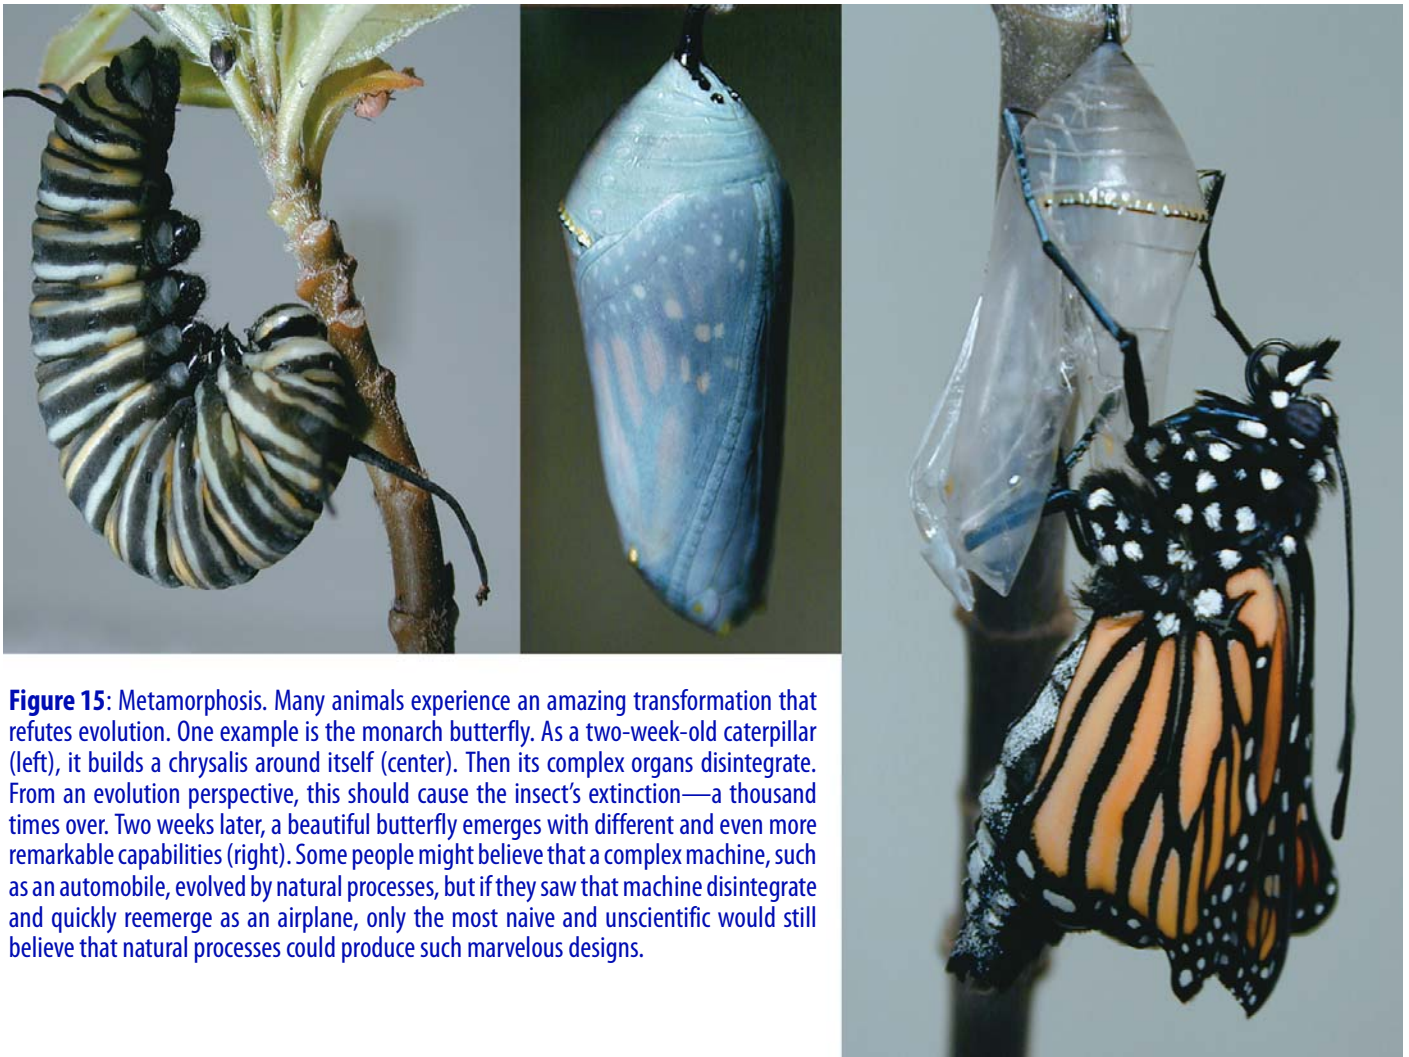 Figure 15: Metamorphosis. Many animals experience an amazing transformation that
refutes evolution. One example is the monarch butterfly. As a two-week-old caterpillar
(left), it builds a chrysalis around itself (center). Then its complex organs disintegrate.
From an evolution perspective, this should cause the insect’s extinction—a thousand
times over. Two weeks later, a beautiful butterfly emerges with different and even more
remarkable capabilities (right). Some people might believe that a complex machine, such
as an automobile, evolved by natural processes, but if they saw that machine disintegrate
and quickly reemerge as an airplane, only the most naive and unscientific would still
believe that natural processes could produce such marvelous designs.